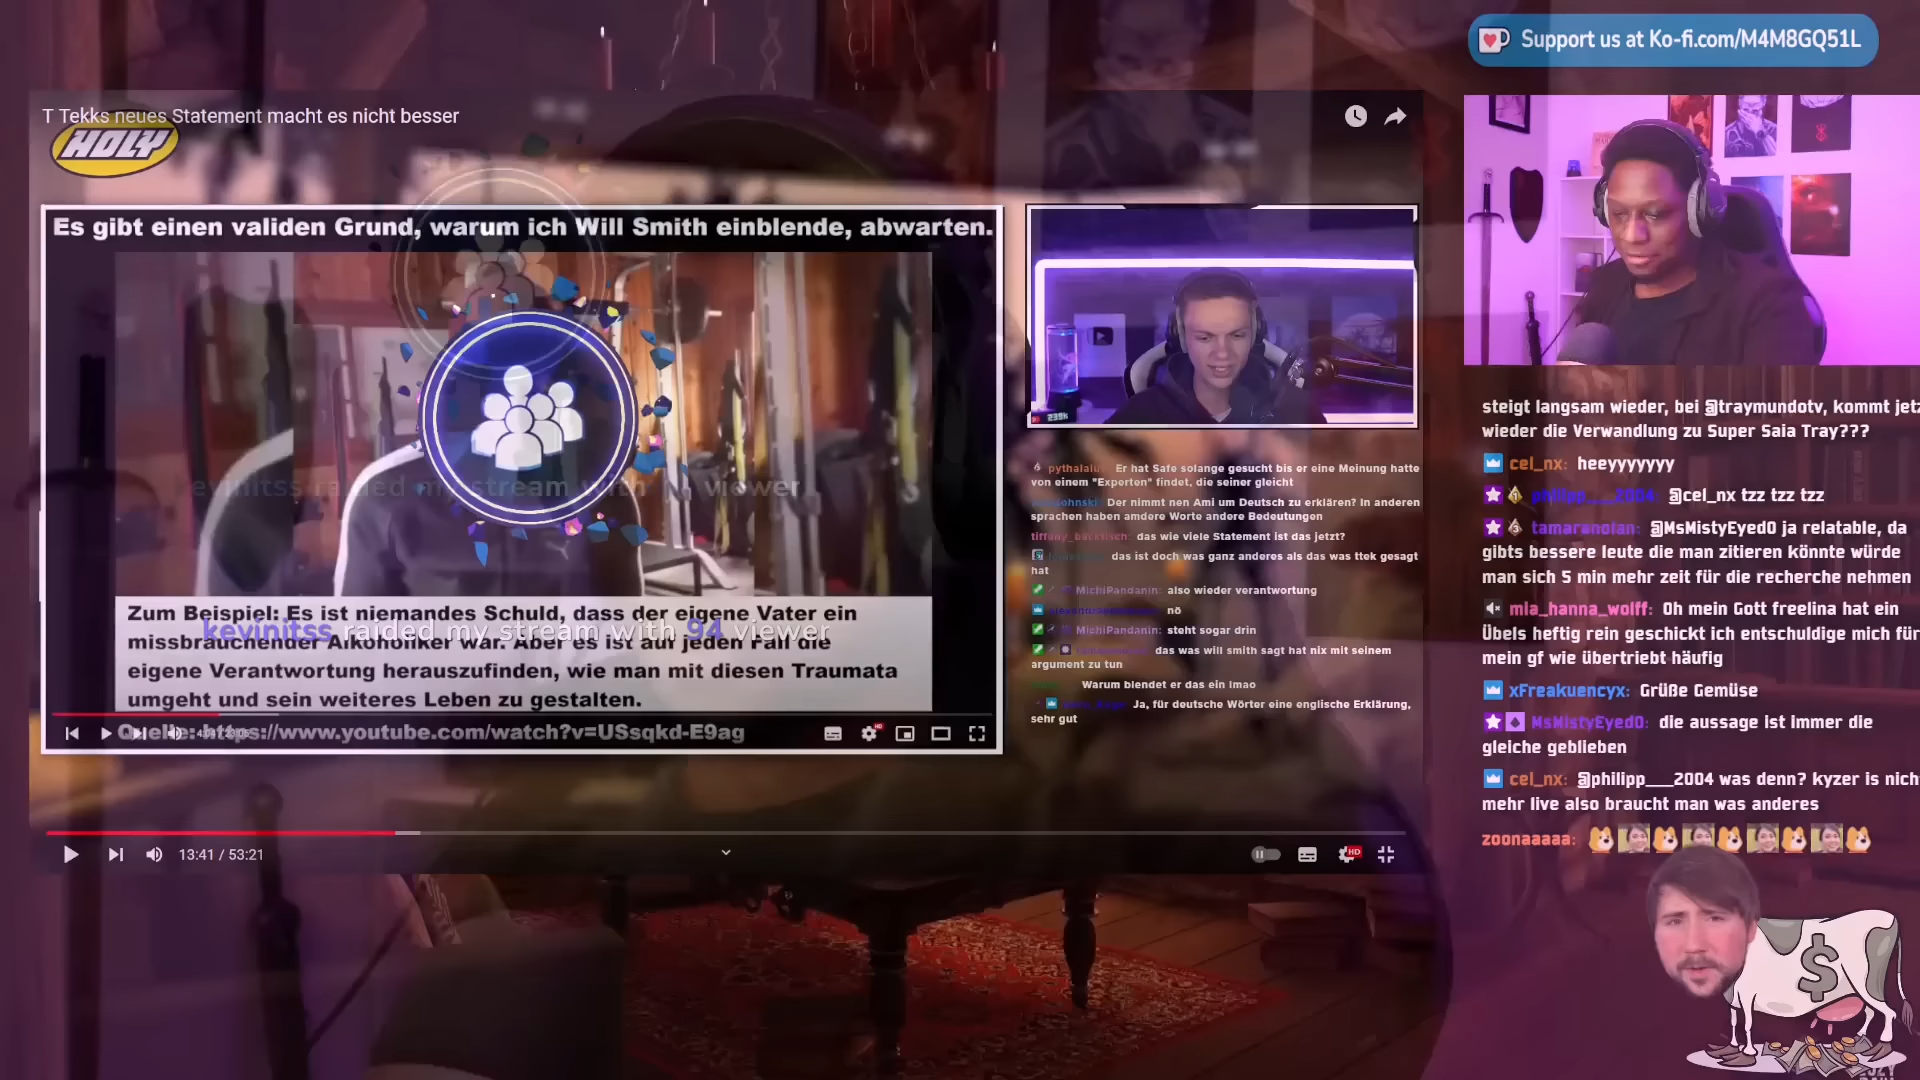 Support us at Ko-fi.com/M4M8GQ51L
T Tekks neues Statement macht es nicht besser
HOLY
Es gibt einen validen Grund, warum ich Will Smith einblende, abwarten.
raided my stream with viewer
Zum Beispiel: Es ist niemandes Schuld, dass der eigene Vater ein
kevinitss raided my stream with 94 viewer
missbrauchender Alkoholiker war. Aber es ist auf jeden Fall die
eigene Verantwortung herauszufinden, wie man mit diesen Traumata
umgeht und sein weiteres Leben zu gestalten.
Quelle: https://www.youtube.com/watch?v=USsqkd-E9ag
HD
239k
Er hat Safe solange gesucht bis er eine Meinung hatte
von einem "Experten" findet, die seiner gleicht
Der nimmt nen Ami um Deutsch zu erklären? In anderen
sprachen haben amdere Worte andere Bedeutungen
das wie viele Statement ist das jetzt?
das ist doch was ganz anderes als das was ttek gesagt
hat
MichiPandanin: also wieder verantwortung
nö
MichiPandanin: steht sogar drin
das was will smith sagt hat nix mit seinem
argument zu tun
Warum blendet er das ein lmao
Ja, für deutsche Wörter eine englische Erklärung,
sehr gut
13:41 / 53:21
HD
steigt langsam wieder, bei @traymundotv, kommt jetz
wieder die Verwandlung zu Super Saia Tray???
cel_nx: heeyyyyyyy
philipp___2004: @cel_nx tzz tzz tzz
tamaranolan: @MsMistyEyed0 ja relatable, da
gibts bessere leute die man zitieren könnte würde
man sich 5 min mehr zeit für die recherche nehmen
mia_hanna_wolff: Oh mein Gott freelina hat ein
Übels heftig rein geschickt ich entschuldige mich für
mein gf wie übertriebt häufig
xFreakuencyx: Grüße Gemüse
MsMistyEyed0: die aussage ist immer die
gleiche geblieben
cel_nx: @philipp___2004 was denn? kyzer is nich
mehr live also braucht man was anderes
zoonaaaaa:
$